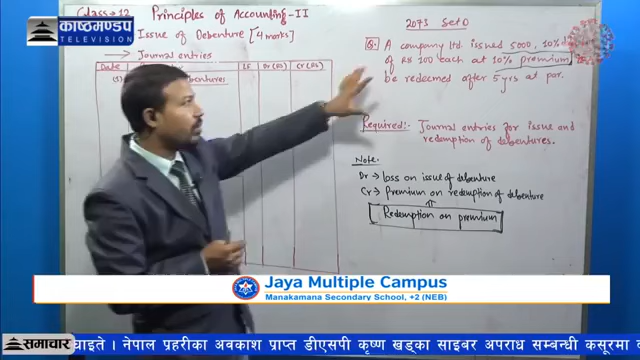 काष्ठमण्डप
TELEVISION
Class-12 Principles of Accounting-II
Issue of Debenture [4 marks]
→ Journal entries
Date LF Dr (Rs) Cr (Rs)
(s) debentures
2073 Set D
Q: A company Ltd issued 5000, 10%
of Rs 100 each at 10% premium
be redeemed after 5 yrs at par.
Required:- Journal entries for issue and
redemption of debentures.
Note:
Dr → loss on issue of debenture
Cr → premium on redemption of debenture
Redemption on premium
Jaya Multiple Campus
Manakamana Secondary School, +2 (NEB)
समाचार
बाइते । नेपाल प्रहरीका अवकाश प्राप्त डीएसपी कृष्ण खड्का साइवर अपराध सम्बन्धी कसूरमा